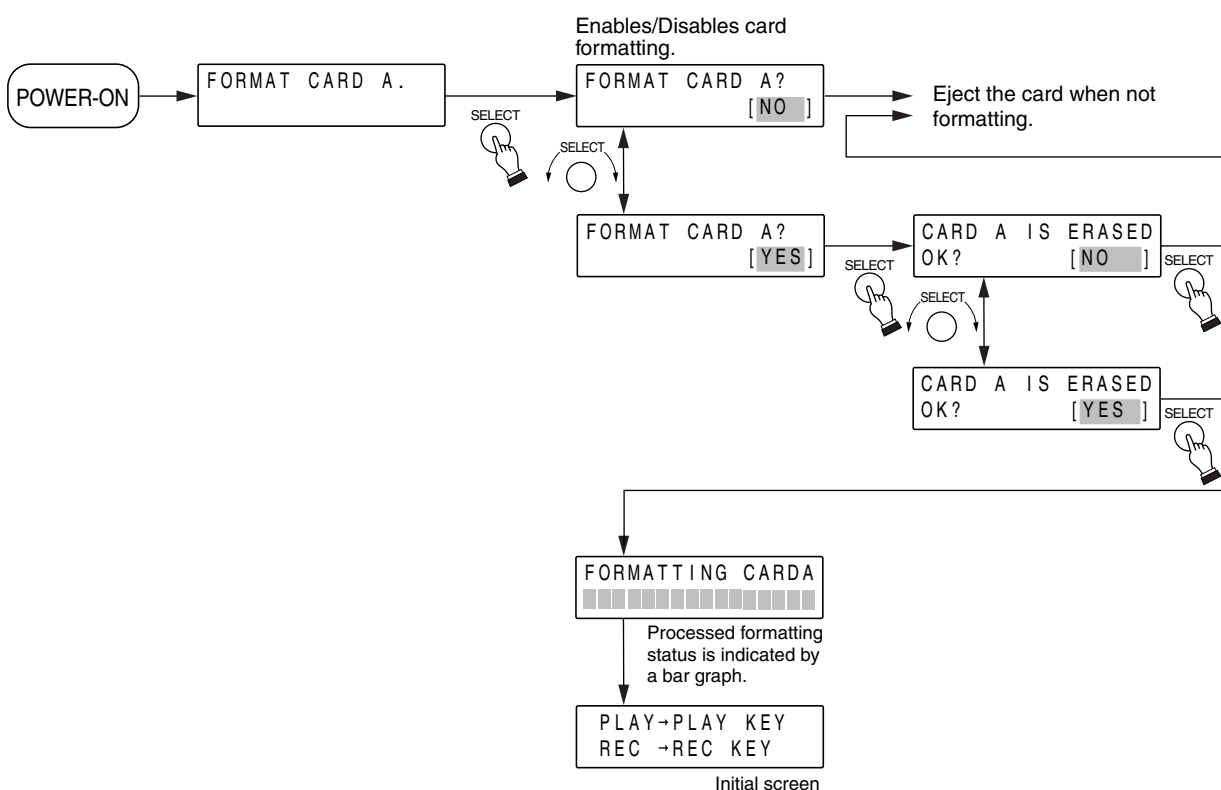 Enables/Disables card
formatting.
POWER-ON
FORMAT CARD A.
SELECT
FORMAT CARD A?
[NO ]
Eject the card when not
formatting.
SELECT
FORMAT CARD A?
[YES]
SELECT
CARD A IS ERASED
OK? [NO ]
SELECT
SELECT
CARD A IS ERASED
OK? [YES ]
SELECT
FORMATTING CARDA
Processed formatting
status is indicated by
a bar graph.
PLAY→PLAY KEY
REC →REC KEY
Initial screen